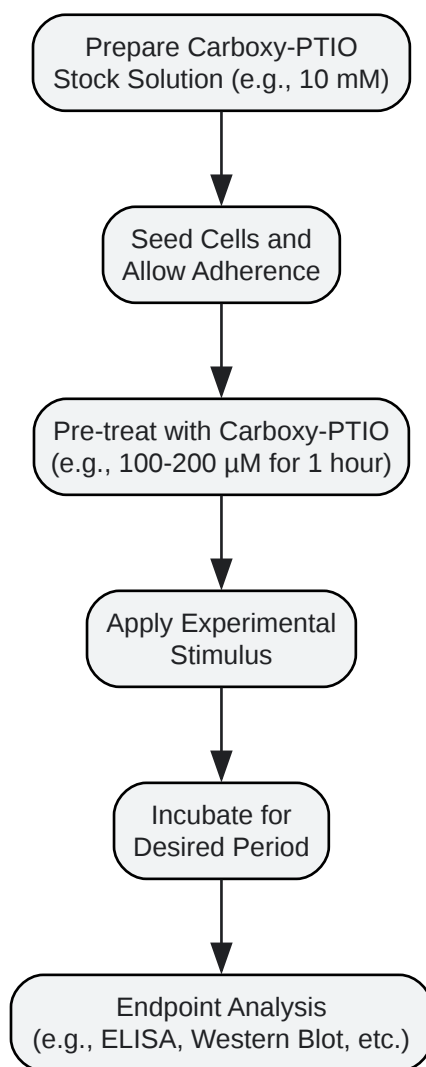 Prepare Carboxy-PTIO
Stock Solution (e.g., 10 mM)
Seed Cells and
Allow Adherence
Pre-treat with Carboxy-PTIO
(e.g., 100-200 µM for 1 hour)
Apply Experimental
Stimulus
Incubate for
Desired Period
Endpoint Analysis
(e.g., ELISA, Western Blot, etc.)